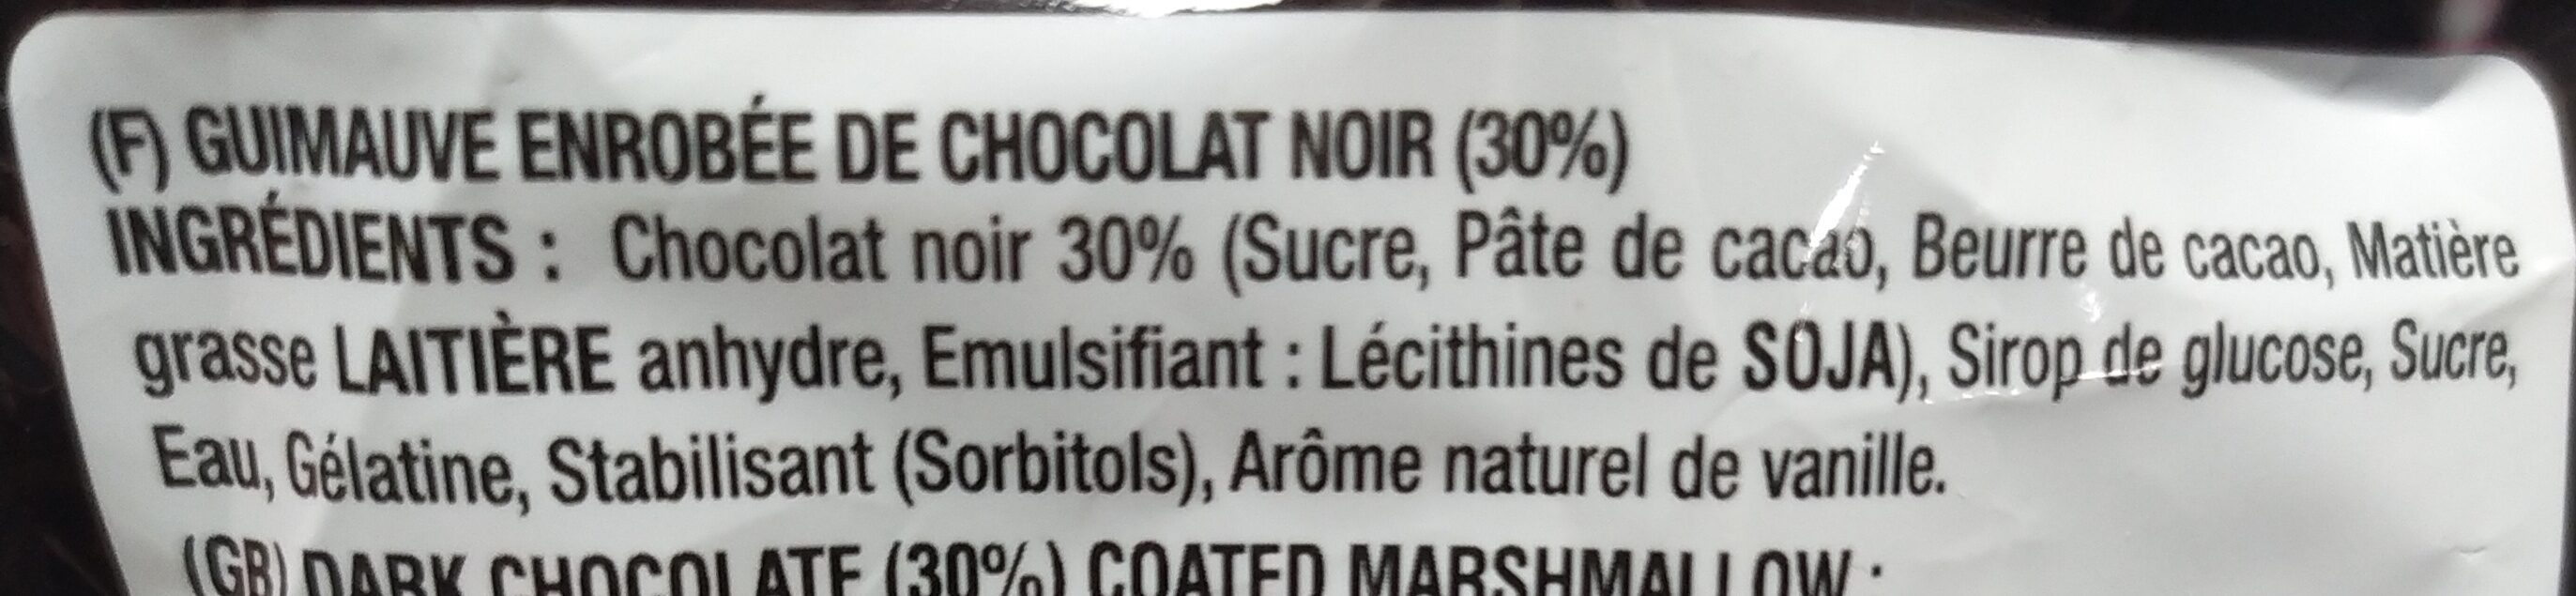 (F) GUIMAUVE ENROBÉE DE CHOCOLAT NOIR (30%)
INGRÉDIENTS : Chocolat noir 30% (Sucre, Pâte de cacao, Beurre de cacao, Matière
grasse LAITIÈRE anhydre, Emulsifiant : Lécithines de SOJA), Sirop de glucose, Sucre,
Eau, Gélatine, Stabilisant (Sorbitols), Arôme naturel de vanille.
(GB) DARK CHOCOLATE (30%) COATED MARSHMALLOW :